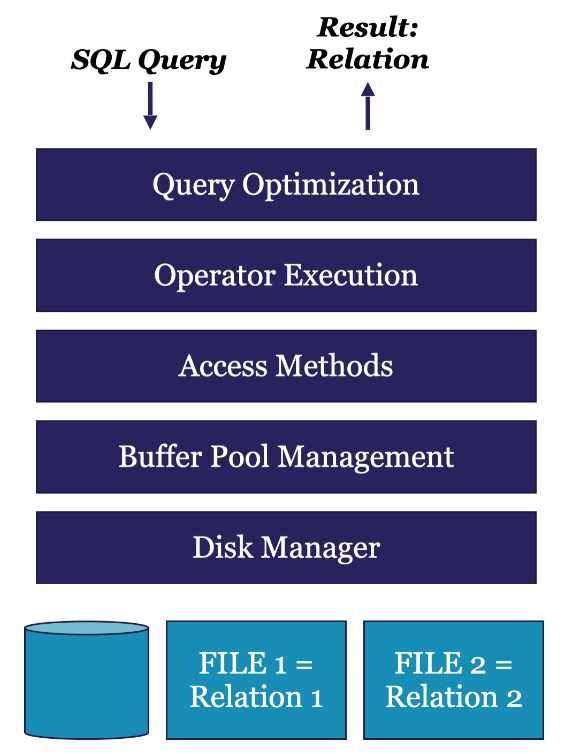 SQL Query
Result:
Relation
Query Optimization
Operator Execution
Access Methods
Buffer Pool Management
Disk Manager
FILE 1 =
Relation 1
FILE 2 =
Relation 2